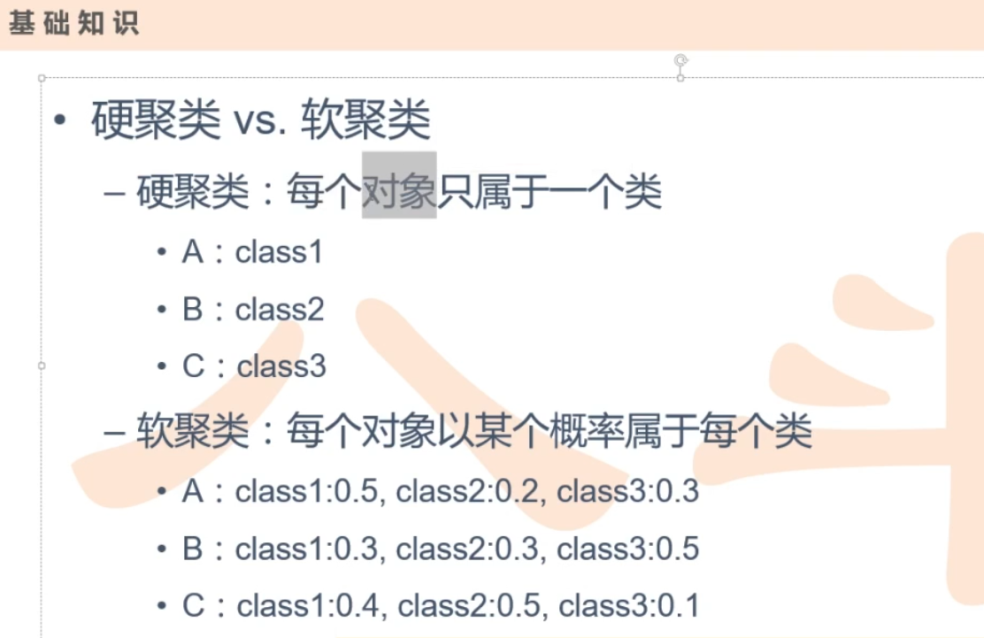 基础知识
• 硬聚类 vs. 软聚类
– 硬聚类：每个对象只属于一个类
• A：class1
• B：class2
• C：class3
– 软聚类：每个对象以某个概率属于每个类
• A：class1:0.5, class2:0.2, class3:0.3
• B：class1:0.3, class2:0.3, class3:0.5
• C：class1:0.4, class2:0.5, class3:0.1
八斗